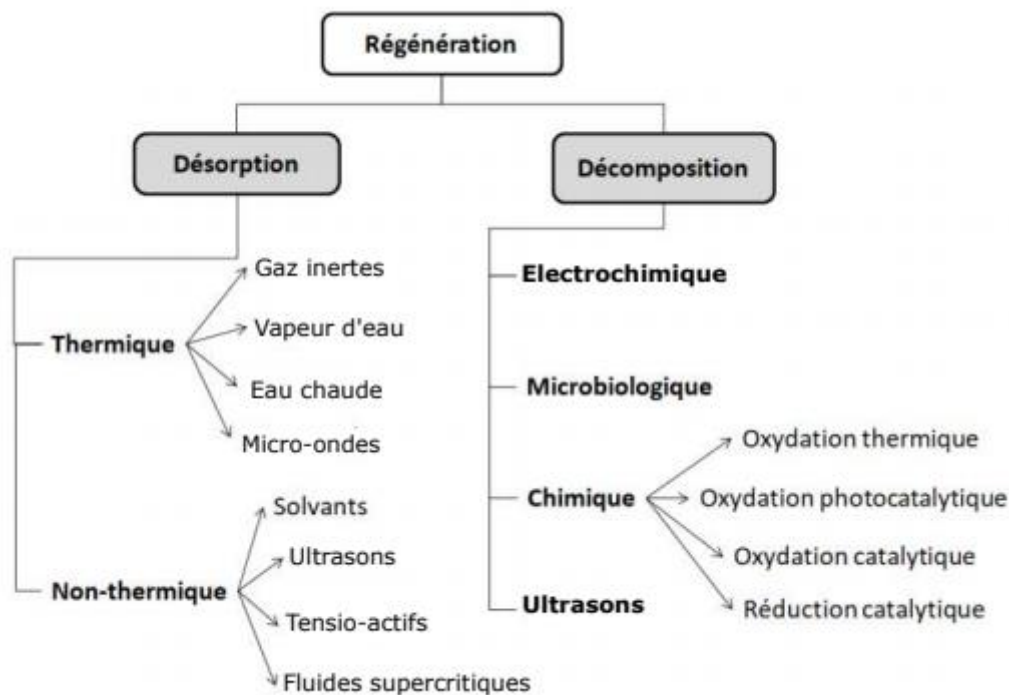 Régénération
Désorption
Décomposition
Gaz inertes
Vapeur d'eau
Thermique
Eau chaude
Micro-ondes
Solvants
Ultrasons
Non-thermique
Tensio-actifs
Fluides supercritiques
Electrochimique
Microbiologique
Oxydation thermique
Chimique
Oxydation photocatalytique
Oxydation catalytique
Réduction catalytique
Ultrasons